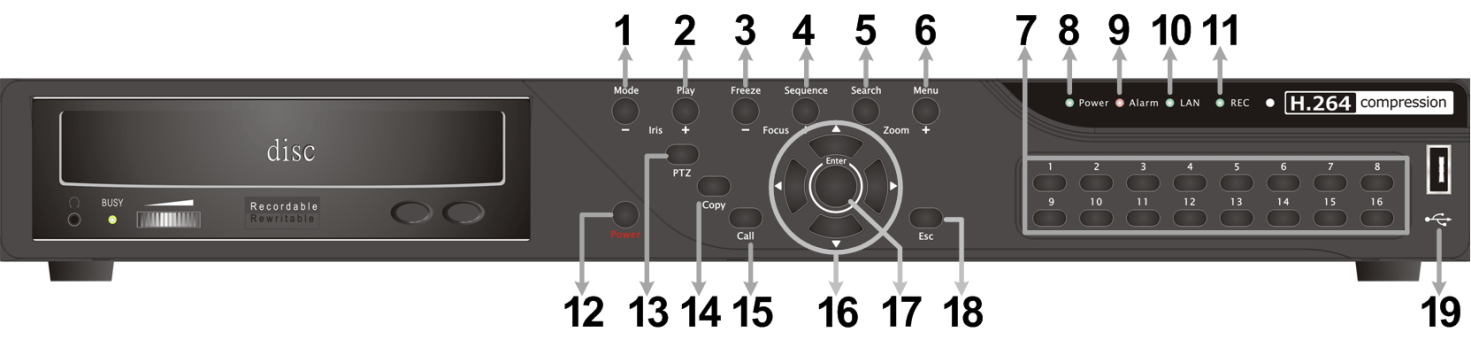 1 2 3 4 5 6 7 8 9 10 11
Mode Play Freeze Sequence Search Menu
− Iris + − Focus + Zoom +
Power Alarm LAN REC H.264 compression
disc
Enter
PTZ
1 2 3 4 5 6 7 8
BUSY
Recordable
Rewritable
Copy
9 10 11 12 13 14 15 16
Power
Call
Esc
12 13 14 15 16 17 18 19